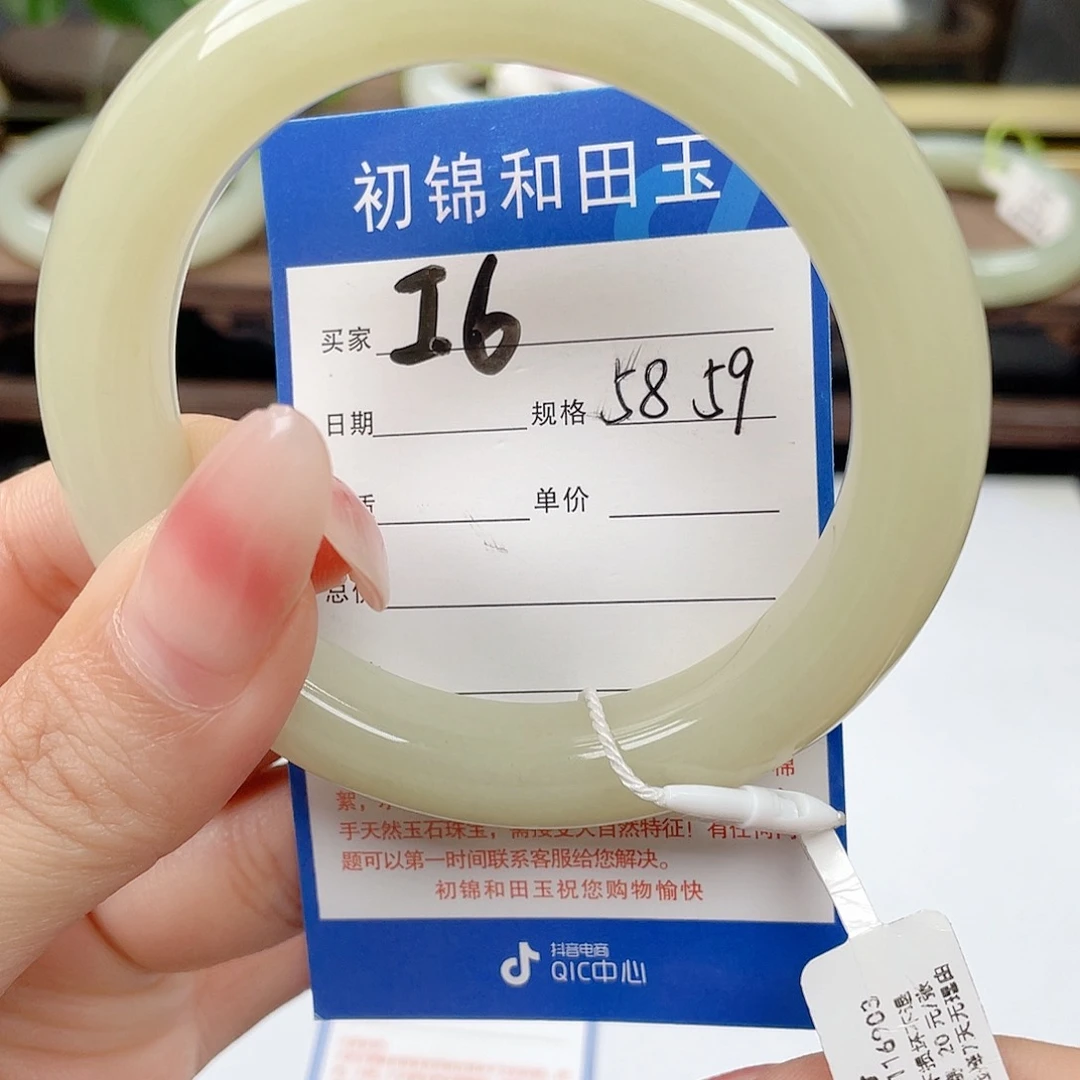 初锦和田玉
买家 I6
日期 规格 58 59
单价
棉
手天然玉石珠宝，需接受大自然特征！有任何问
题可以第一时间联系客服给您解决。
初锦和田玉祝您购物愉快
抖音电商
QIC中心